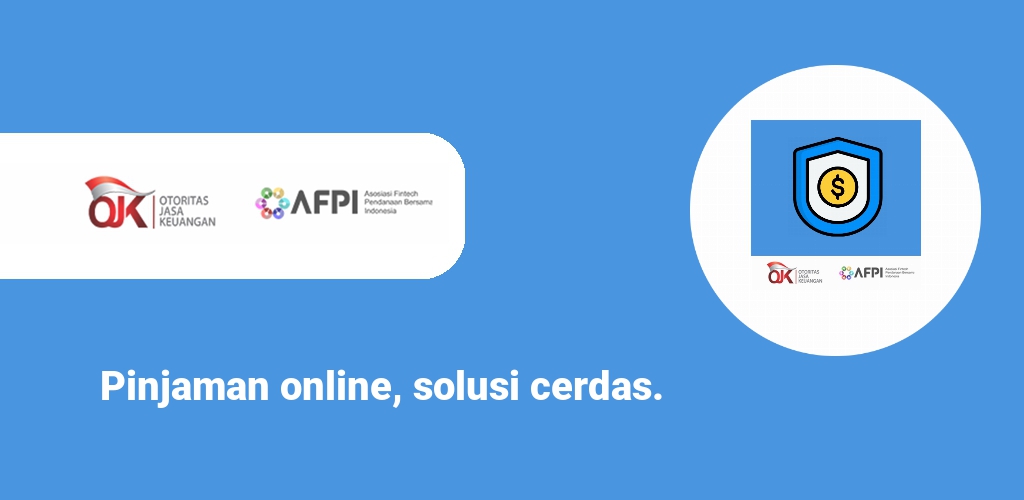 OJK
OTORITAS
JASA
KEUANGAN
AFPI
Asosiasi Fintech
Pendanaan Bersama
Indonesia
$
OJK
OTORITAS
JASA
KEUANGAN
AFPI
Asosiasi Fintech
Pendanaan Bersama
Indonesia
Pinjaman online, solusi cerdas.